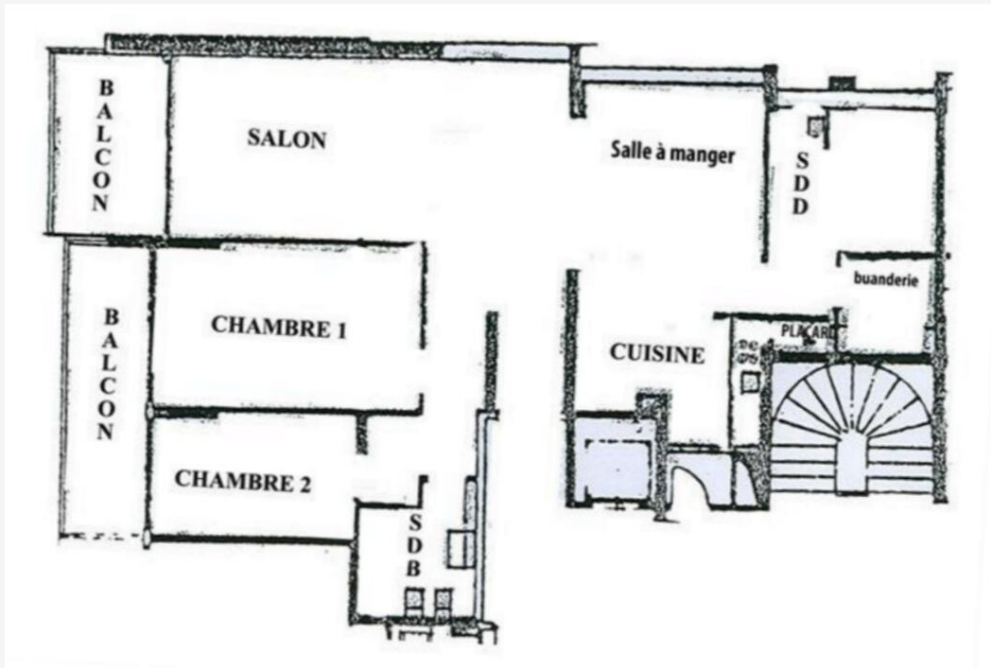 BALCON
SALON
Salle à manger
SDD
buanderie
BALCON
CHAMBRE 1
CUISINE
PLACARD
CHAMBRE 2
SDB